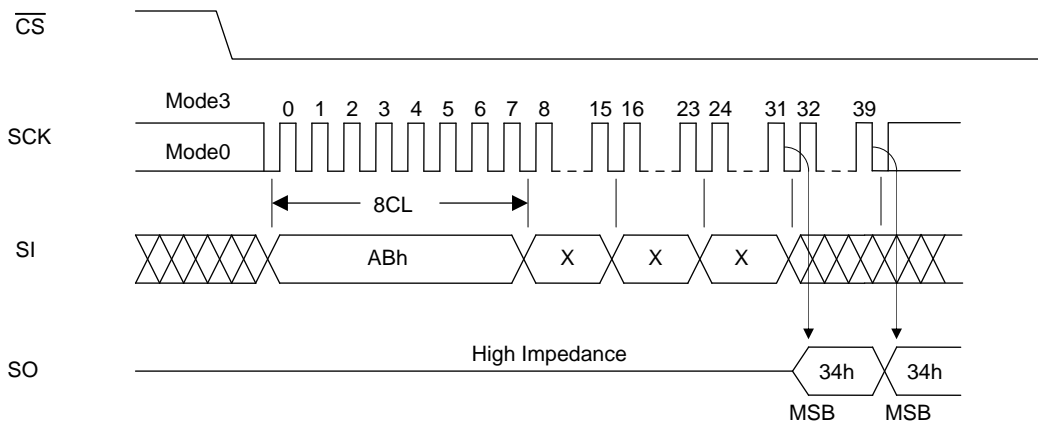 CS
Mode3
0 1 2 3 4 5 6 7 8 15 16 23 24 31 32 39
SCK
Mode0
8CL
SI
ABh X X X
High Impedance
SO
34h 34h
MSB MSB